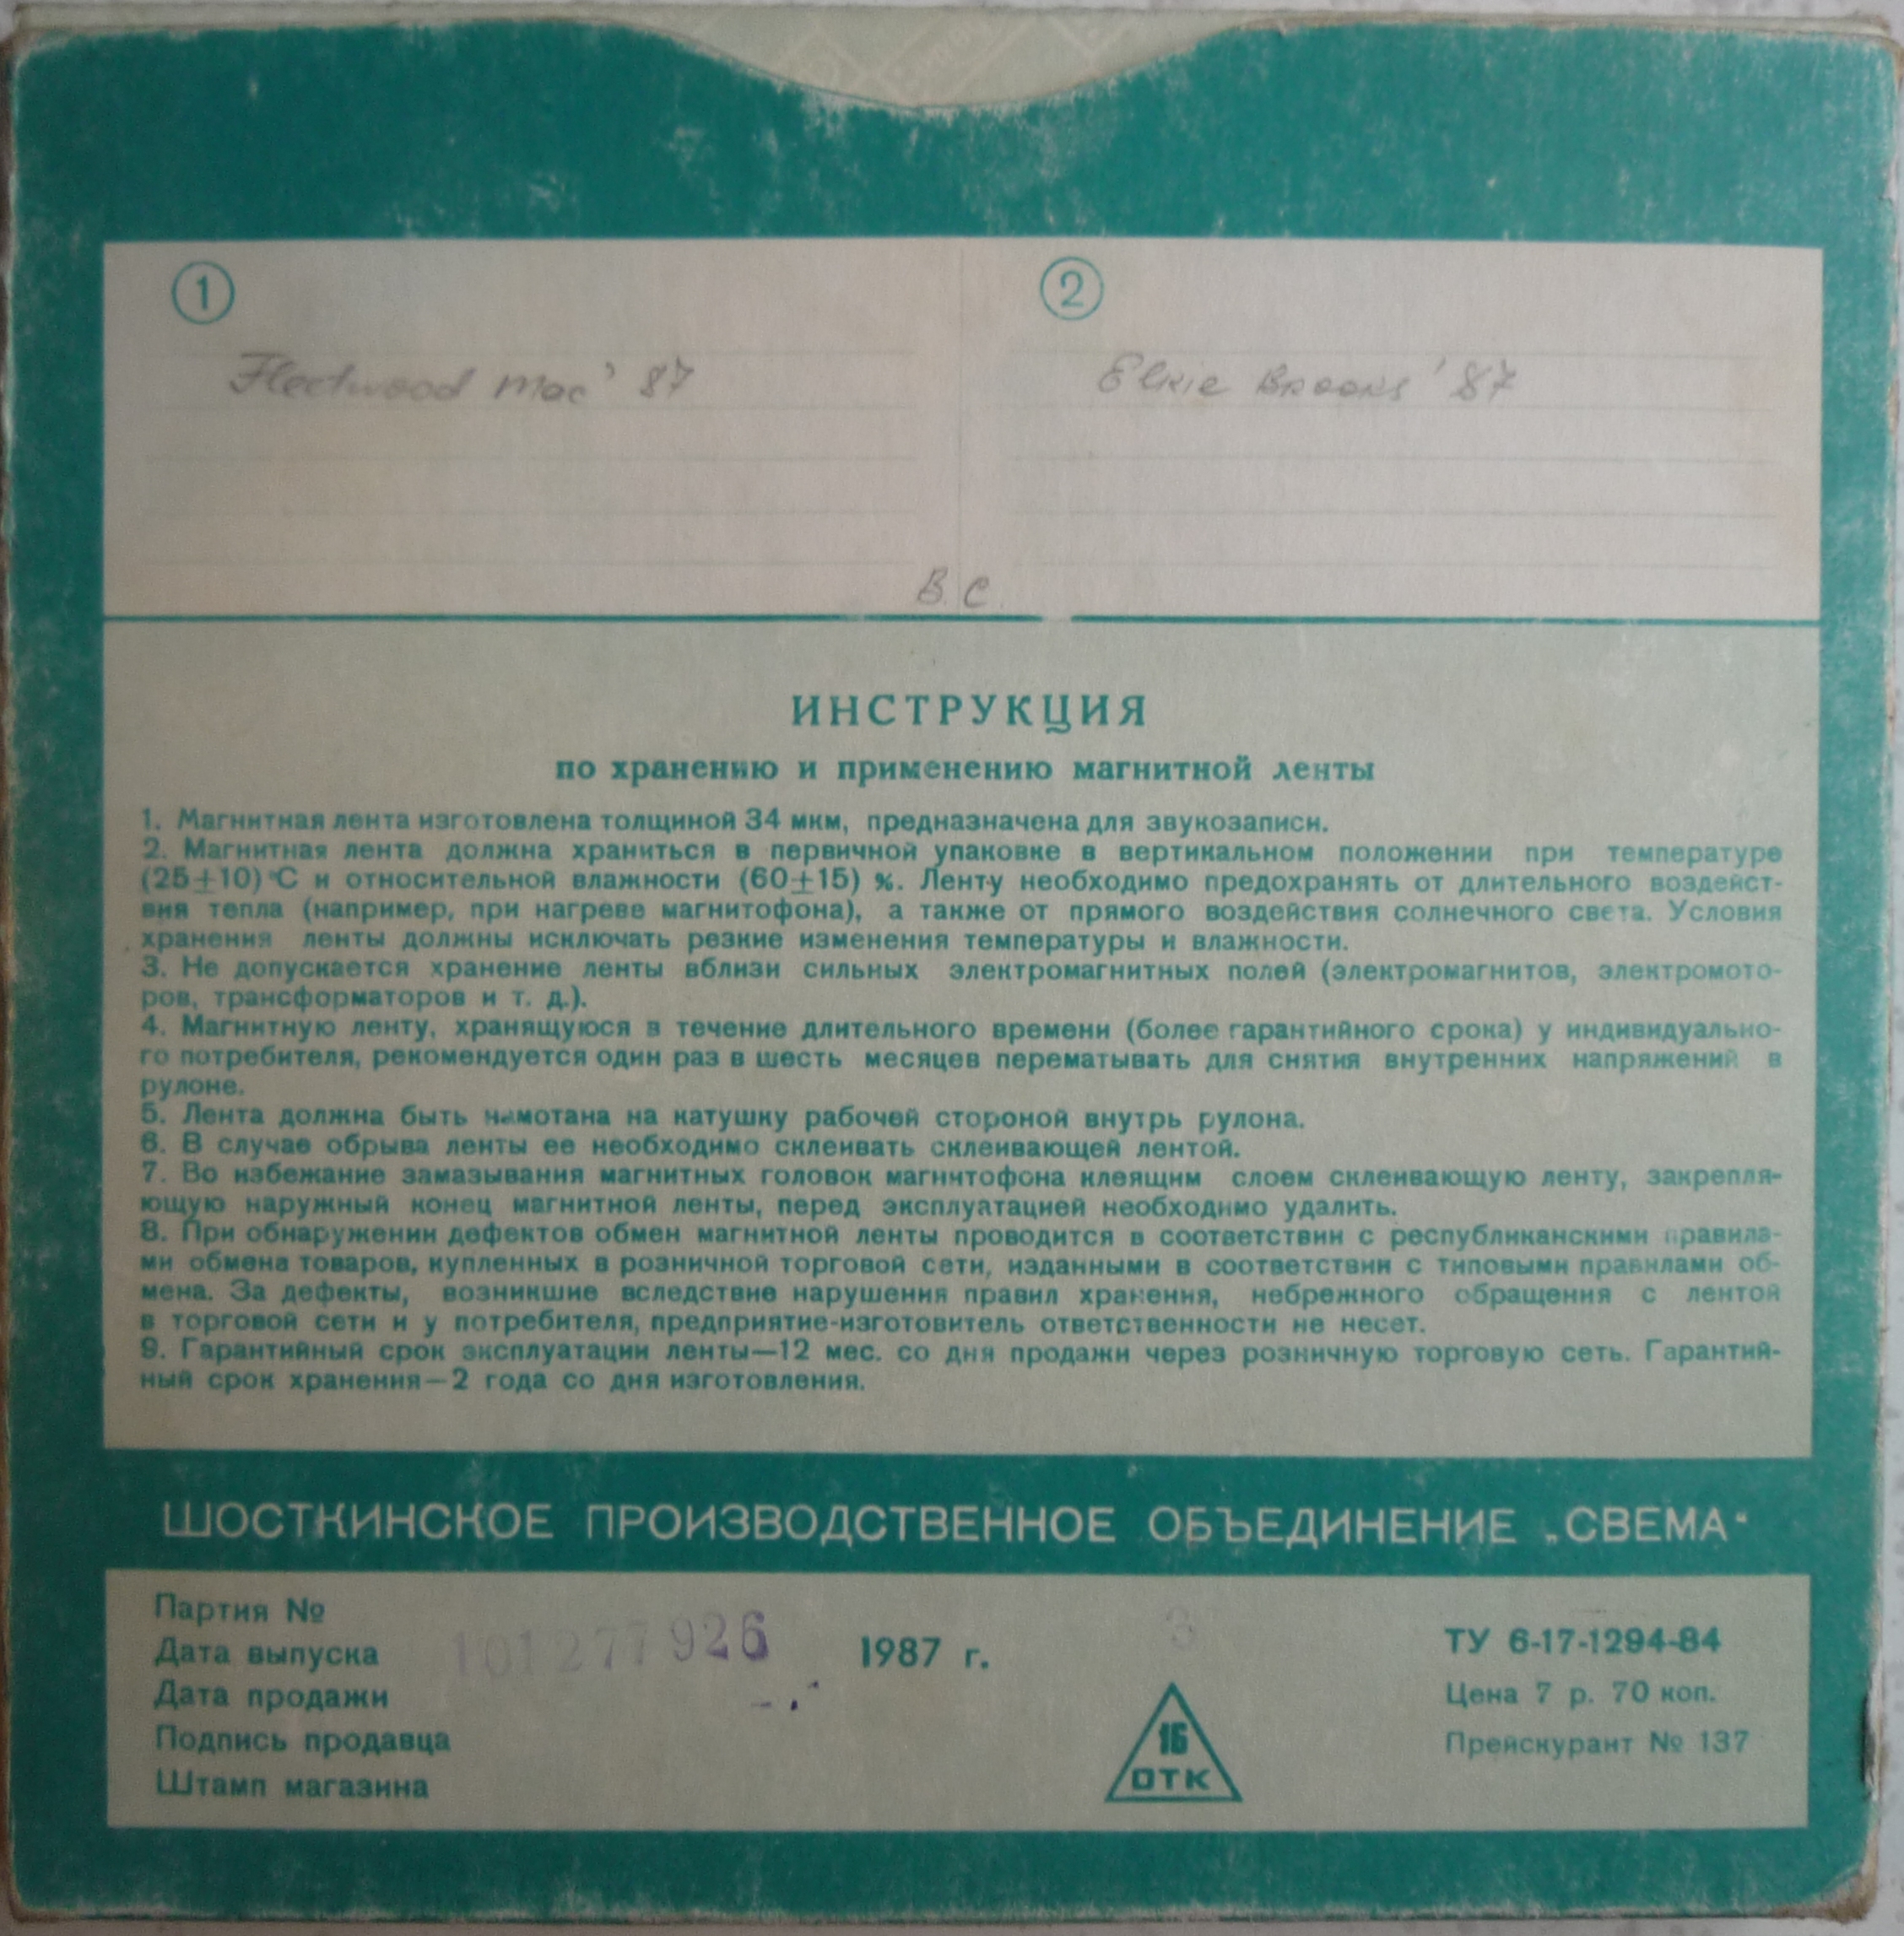 ①
②
Fleetwood Mac' 87
Elkie Brooks '87
В. С.
ИНСТРУКЦИЯ
по хранению и применению магнитной ленты
1. Магнитная лента изготовлена толщиной 34 мкм, предназначена для звукозаписи.
2. Магнитная лента должна храниться в первичной упаковке в вертикальном положении при температуре
(25±10)°С и относительной влажности (60±15) %. Ленту необходимо предохранять от длительного воздейст-
вия тепла (например, при нагреве магнитофона), а также от прямого воздействия солнечного света. Условия
хранения ленты должны исключать резкие изменения температуры и влажности.
3. Не допускается хранение ленты вблизи сильных электромагнитных полей (электромагнитов, электромото-
ров, трансформаторов и т. д.).
4. Магнитную ленту, хранящуюся в течение длительного времени (более гарантийного срока) у индивидуально-
го потребителя, рекомендуется один раз в шесть месяцев перематывать для снятия внутренних напряжений в
рулоне.
5. Лента должна быть намотана на катушку рабочей стороной внутрь рулона.
6. В случае обрыва ленты ее необходимо склеивать склеивающей лентой.
7. Во избежание замазывания магнитных головок магнитофона клеящим слоем склеивающую ленту, закрепля-
ющую наружный конец магнитной ленты, перед эксплуатацией необходимо удалить.
8. При обнаружении дефектов обмен магнитной ленты проводится в соответствии с республиканскими правила-
ми обмена товаров, купленных в розничной торговой сети, изданными в соответствии с типовыми правилами об-
мена. За дефекты, возникшие вследствие нарушения правил хранения, небрежного обращения с лентой
в торговой сети и у потребителя, предприятие-изготовитель ответственности не несет.
9. Гарантийный срок эксплуатации ленты—12 мес. со дня продажи через розничную торговую сеть. Гарантий-
ный срок хранения—2 года со дня изготовления.
ШОСТКИНСКОЕ ПРОИЗВОДСТВЕННОЕ ОБЪЕДИНЕНИЕ „СВЕМА“
Партия №
Дата выпуска 101277926 1987 г.
Дата продажи
Подпись продавца
Штамп магазина
3
16
ОТК
ТУ 6-17-1294-84
Цена 7 р. 70 коп.
Прейскурант № 137